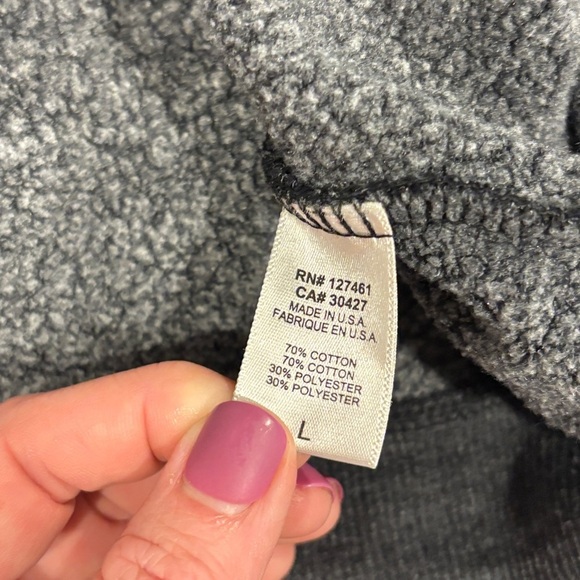 RN# 127461
CA# 30427
MADE IN U.S.A
FABRIQUE EN U.S.A
70% COTTON
70% COTTON
30% POLYESTER
30% POLYESTER
L